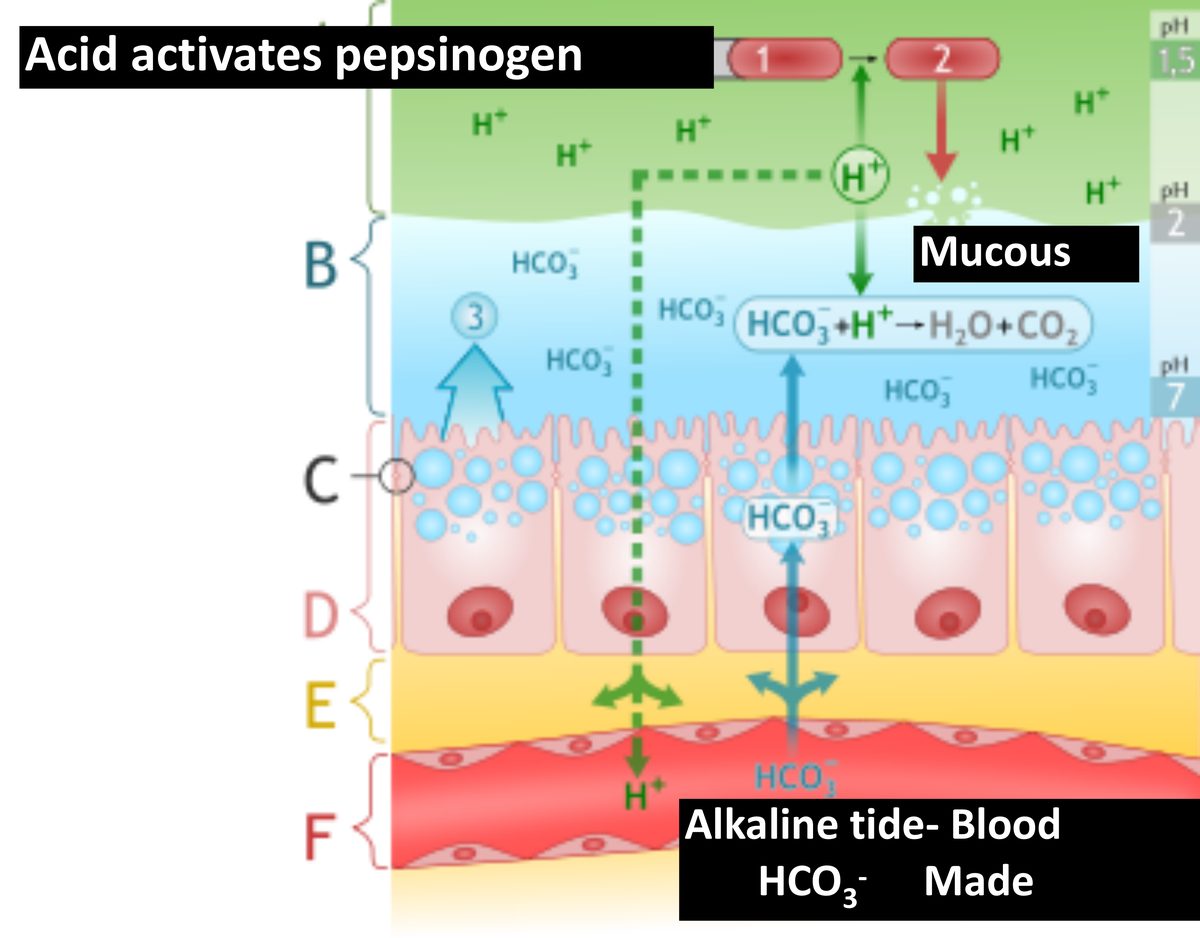 Acid activates pepsinogen
1 → 2
pH
1,5
H⁺
H⁺
H⁺
H⁺
H⁺
H⁺
H⁺
pH
2
Mucous
B
HCO₃⁻
HCO₃⁻
3
HCO₃⁻+H⁺→H₂O+CO₂
HCO₃⁻
HCO₃⁻
HCO₃⁻
pH
7
C
HCO₃⁻
D
E
HCO₃⁻
H⁺
F
Alkaline tide- Blood
HCO₃⁻ Made